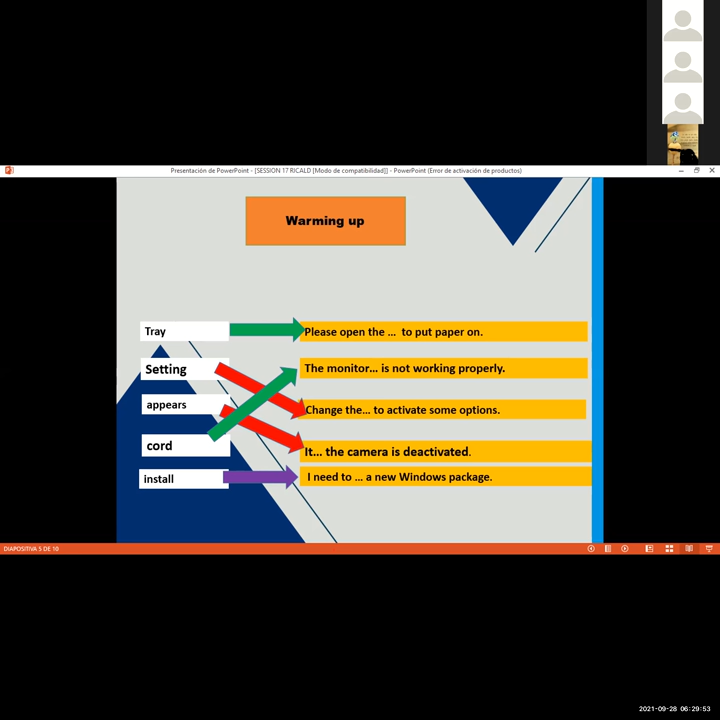 Presentación de PowerPoint - [SESSION 17 RICALD [Modo de compatibilidad]] - PowerPoint (Error de activación de productos)
Warming up
Tray
Please open the ... to put paper on.
Setting
The monitor... is not working properly.
appears
Change the... to activate some options.
cord
It... the camera is deactivated.
install
I need to ... a new Windows package.
DIAPOSITIVA 5 DE 10
2021-09-28 06:29:53